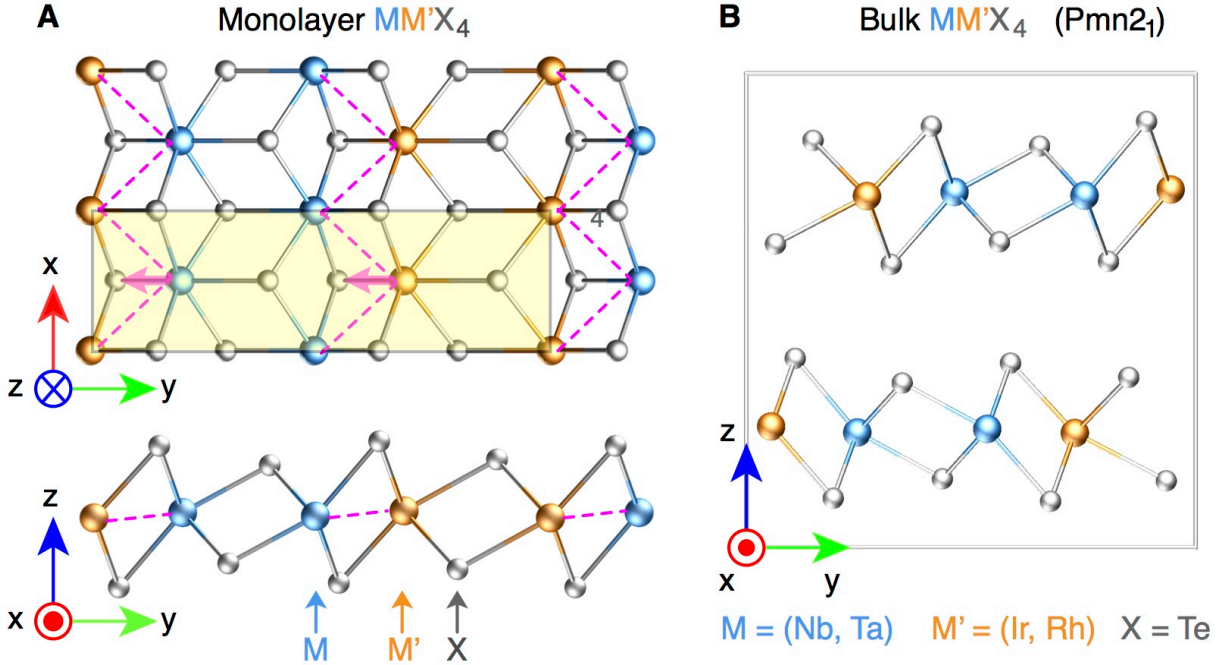 A
Monolayer MM'X₄
4
x
z
y
z
x
y
M
M'
X
B
Bulk MM'X₄ (Pmn2₁)
z
x
y
M = (Nb, Ta) M' = (Ir, Rh) X = Te